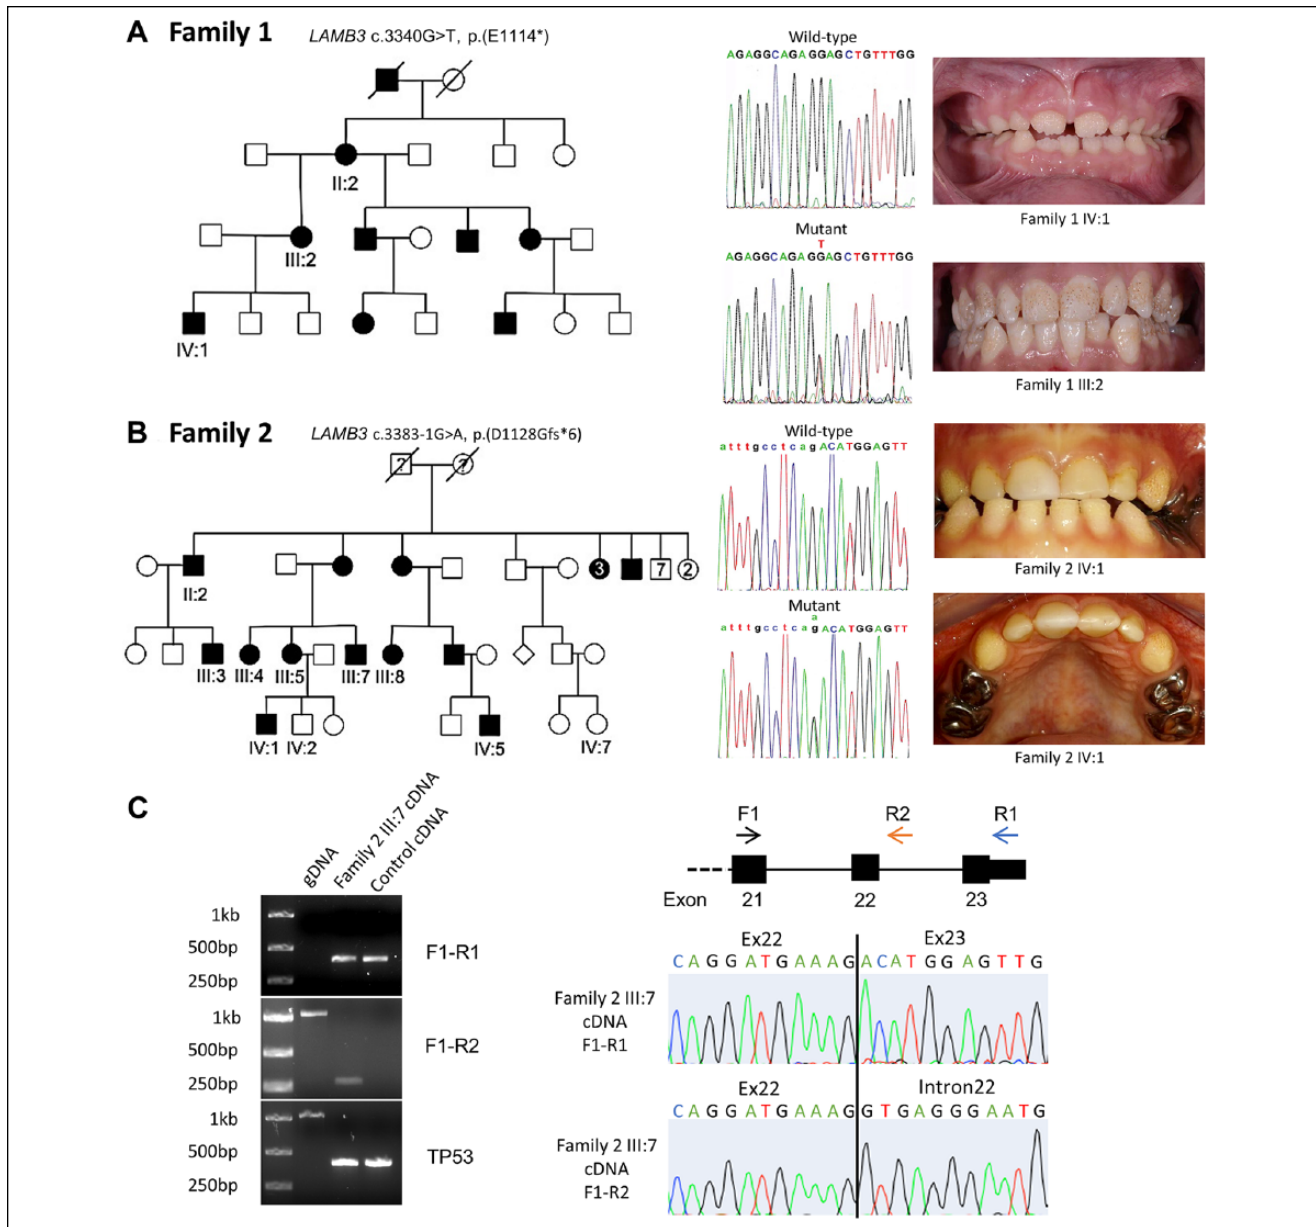 A Family 1 LAMB3 c.3340G>T, p.(E1114*)
II:2
III:2
IV:1
Wild-type
AGAGGCAGAGGAGCTGTTTGG
Mutant
T
AGAGGCAGAGGAGCTGTTTGG
Family 1 IV:1
Family 1 III:2
B Family 2 LAMB3 c.3383-1G>A, p.(D1128Gfs*6)
? ?
3 7 2
II:2
III:3 III:4 III:5 III:7 III:8
IV:1 IV:2 IV:5 IV:7
Wild-type
atttgcctcagACATGGAGTT
Mutant
a
atttgcctcagACATGGAGTT
Family 2 IV:1
Family 2 IV:1
C
gDNA
Family 2 III:7 cDNA
Control cDNA
1kb
500bp
250bp
F1-R1
1kb
500bp
250bp
F1-R2
1kb
500bp
250bp
TP53
F1 R2 R1
Exon 21 22 23
Ex22 Ex23
CAGGATGAAAGACATGGAGTTG
Family 2 III:7
cDNA
F1-R1
Ex22 Intron22
CAGGATGAAAGGTGAGGGAATG
Family 2 III:7
cDNA
F1-R2